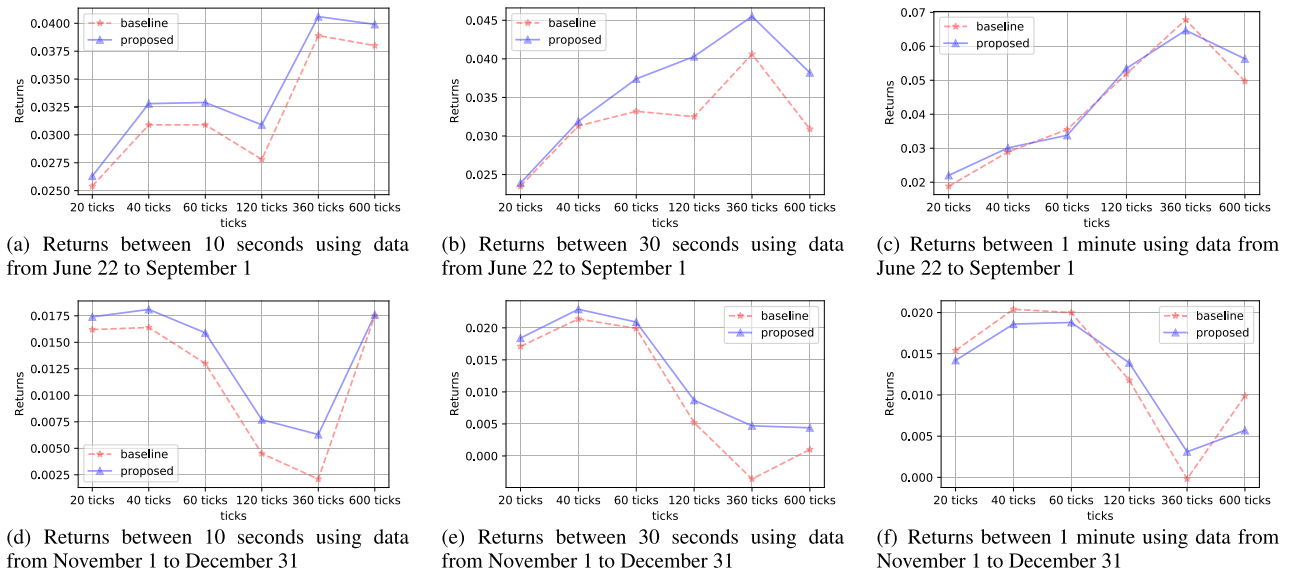 0.0400
0.0375
0.0350
0.0325
0.0300
0.0275
0.0250
Returns
baseline
proposed
20 ticks 40 ticks 60 ticks 120 ticks 360 ticks 600 ticks
ticks
(a) Returns between 10 seconds using data
from June 22 to September 1
0.045
0.040
0.035
0.030
0.025
Returns
baseline
proposed
20 ticks 40 ticks 60 ticks 120 ticks 360 ticks 600 ticks
ticks
(b) Returns between 30 seconds using data
from June 22 to September 1
0.07
0.06
0.05
0.04
0.03
0.02
Returns
baseline
proposed
20 ticks 40 ticks 60 ticks 120 ticks 360 ticks 600 ticks
ticks
(c) Returns between 1 minute using data from
June 22 to September 1
0.0175
0.0150
0.0125
0.0100
0.0075
0.0050
0.0025
Returns
baseline
proposed
20 ticks 40 ticks 60 ticks 120 ticks 360 ticks 600 ticks
ticks
(d) Returns between 10 seconds using data
from November 1 to December 31
0.020
0.015
0.010
0.005
0.000
Returns
baseline
proposed
20 ticks 40 ticks 60 ticks 120 ticks 360 ticks 600 ticks
ticks
(e) Returns between 30 seconds using data
from November 1 to December 31
0.020
0.015
0.010
0.005
0.000
Returns
baseline
proposed
20 ticks 40 ticks 60 ticks 120 ticks 360 ticks 600 ticks
ticks
(f) Returns between 1 minute using data from
November 1 to December 31